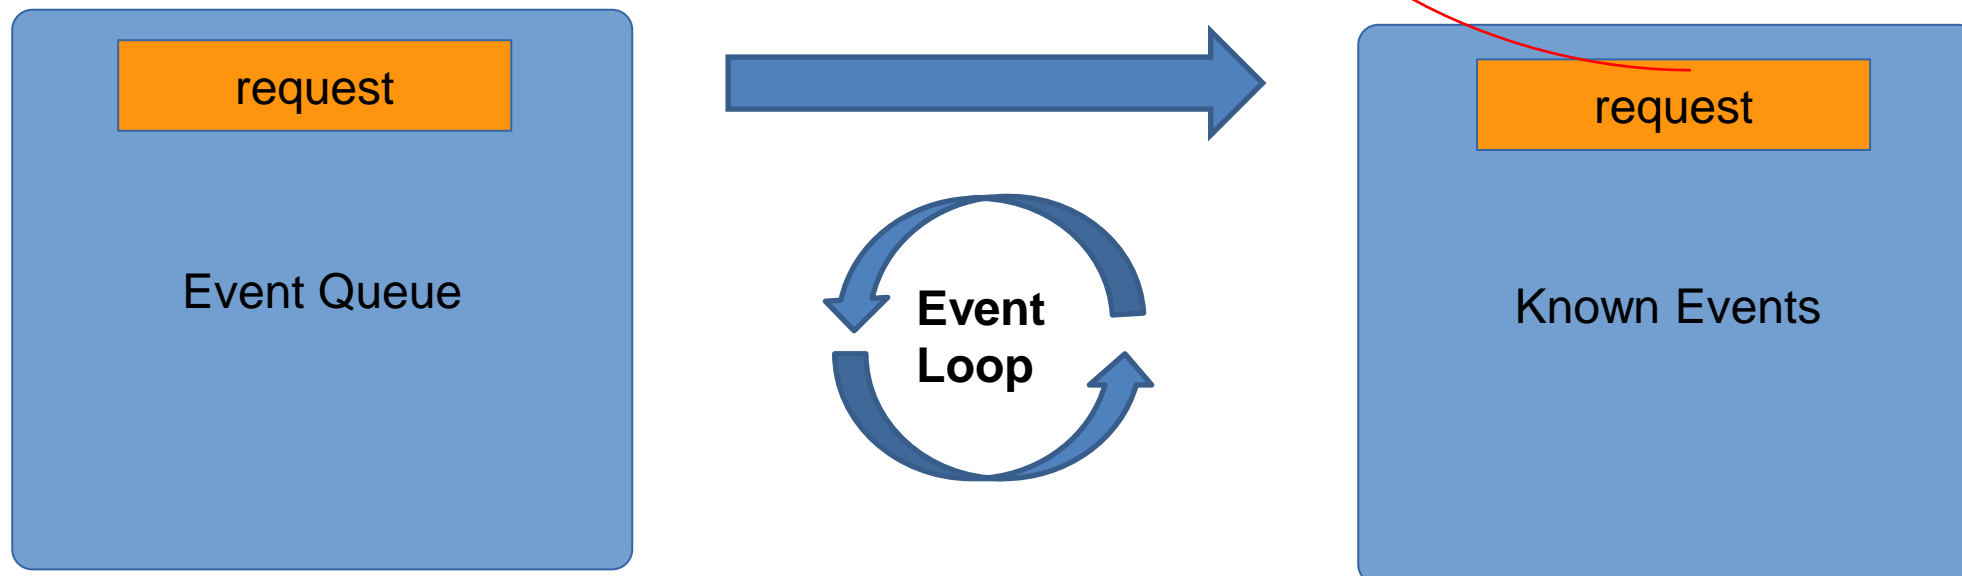 request
request
Event Queue
Event
Loop
Known Events